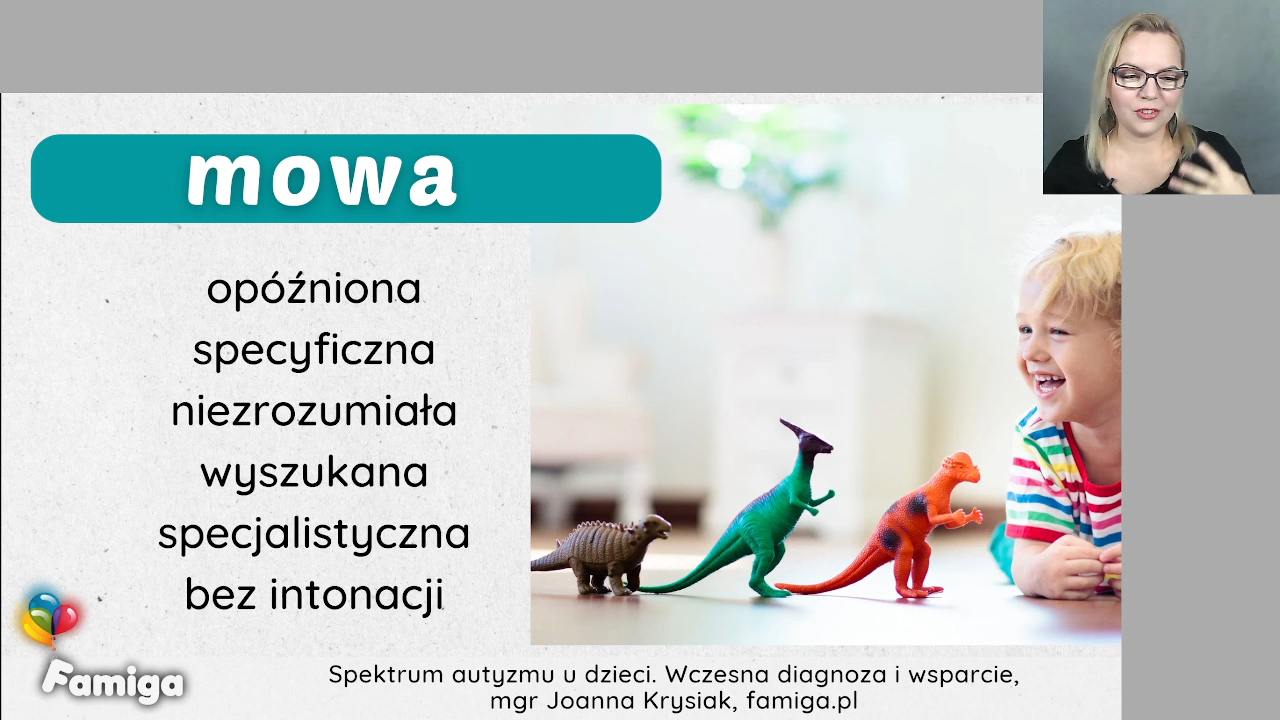 mowa
opóźniona
specyficzna
niezrozumiała
wyszukana
specjalistyczna
bez intonacji
Famiga
Spektrum autyzmu u dzieci. Wczesna diagnoza i wsparcie,
mgr Joanna Krysiak, famiga.pl